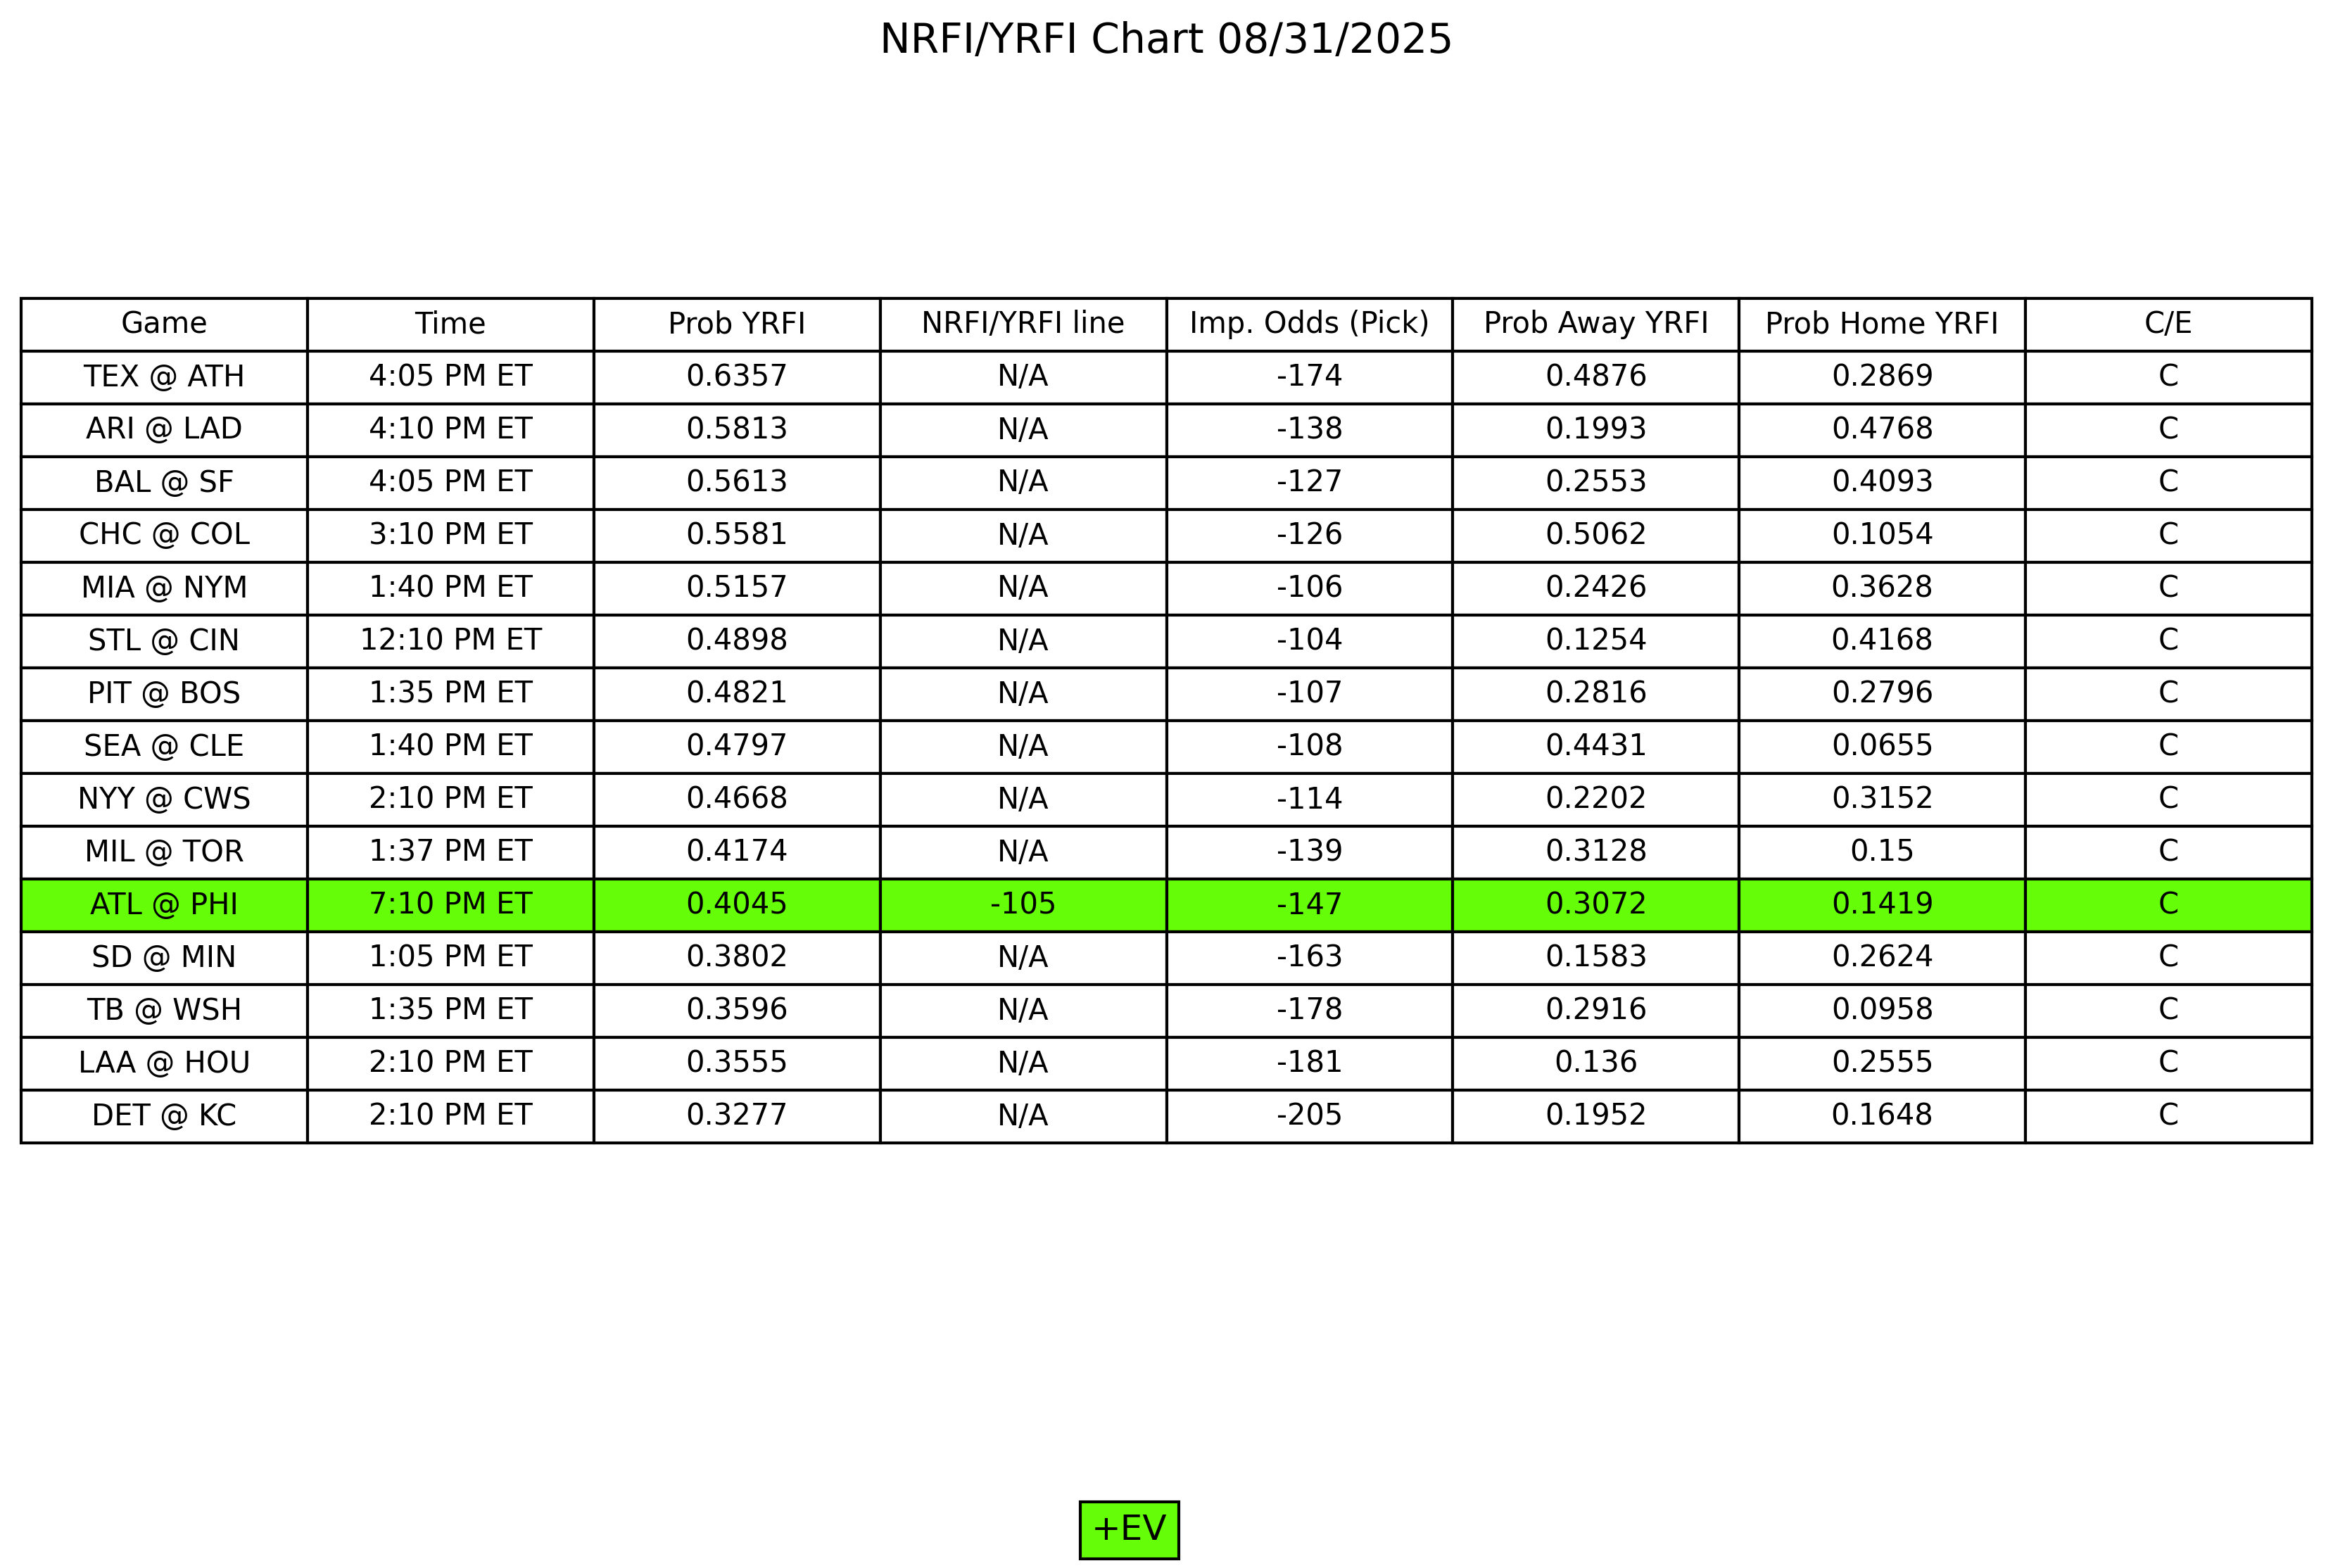 NRFI/YRFI Chart 08/31/2025
Game Time Prob YRFI NRFI/YRFI line Imp. Odds (Pick) Prob Away YRFI Prob Home YRFI C/E
TEX @ ATH 4:05 PM ET 0.6357 N/A -174 0.4876 0.2869 C
ARI @ LAD 4:10 PM ET 0.5813 N/A -138 0.1993 0.4768 C
BAL @ SF 4:05 PM ET 0.5613 N/A -127 0.2553 0.4093 C
CHC @ COL 3:10 PM ET 0.5581 N/A -126 0.5062 0.1054 C
MIA @ NYM 1:40 PM ET 0.5157 N/A -106 0.2426 0.3628 C
STL @ CIN 12:10 PM ET 0.4898 N/A -104 0.1254 0.4168 C
PIT @ BOS 1:35 PM ET 0.4821 N/A -107 0.2816 0.2796 C
SEA @ CLE 1:40 PM ET 0.4797 N/A -108 0.4431 0.0655 C
NYY @ CWS 2:10 PM ET 0.4668 N/A -114 0.2202 0.3152 C
MIL @ TOR 1:37 PM ET 0.4174 N/A -139 0.3128 0.15 C
ATL @ PHI 7:10 PM ET 0.4045 -105 -147 0.3072 0.1419 C
SD @ MIN 1:05 PM ET 0.3802 N/A -163 0.1583 0.2624 C
TB @ WSH 1:35 PM ET 0.3596 N/A -178 0.2916 0.0958 C
LAA @ HOU 2:10 PM ET 0.3555 N/A -181 0.136 0.2555 C
DET @ KC 2:10 PM ET 0.3277 N/A -205 0.1952 0.1648 C
+EV